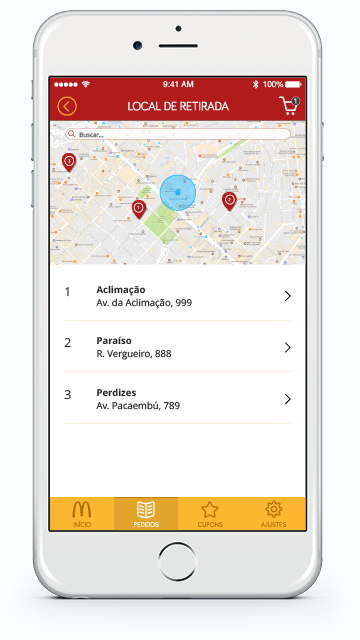 9:41 AM
100%
LOCAL DE RETIRADA
1
Buscar...
3
1
2
1
Aclimação
Av. da Aclimação, 999
2
Paraíso
R. Vergueiro, 888
3
Perdizes
Av. Pacaembú, 789
INÍCIO
PEDIDOS
CUPONS
AJUSTES